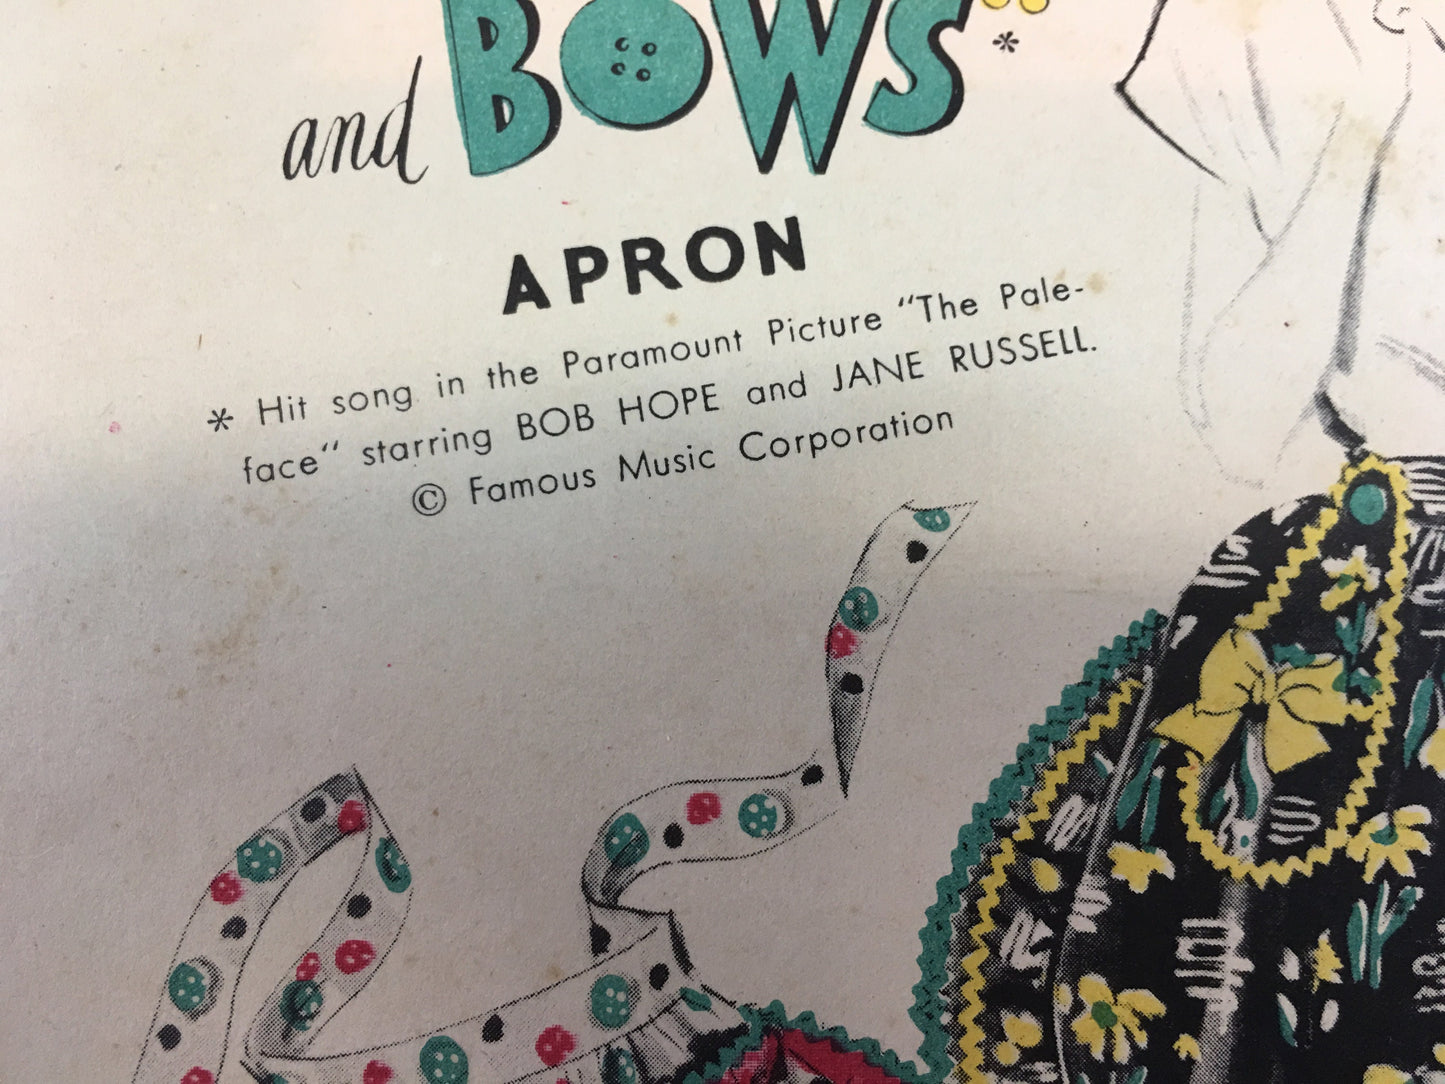 and BOWS"*
APRON
* Hit song in the Paramount Picture "The Pale-
face" starring BOB HOPE and JANE RUSSELL.
© Famous Music Corporation